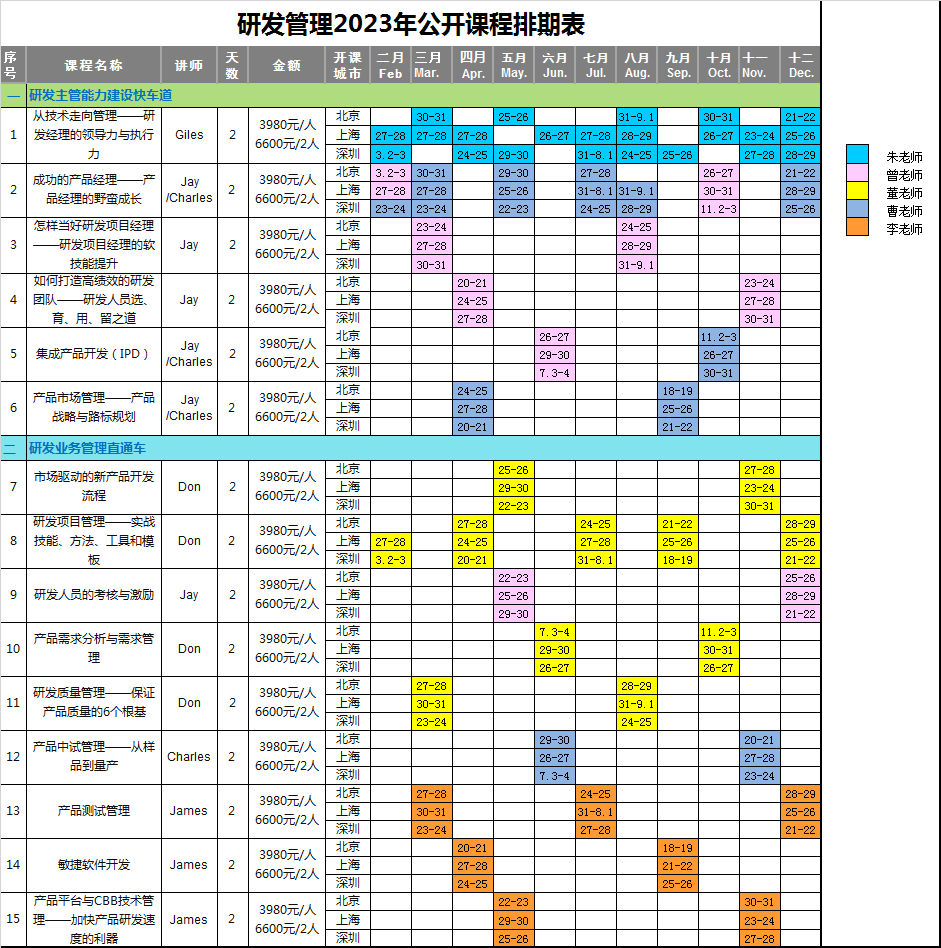 研发管理2023年公开课程排期表
序号 课程名称 讲师 天数 金额 开课城市 二月 Feb 三月 Mar. 四月 Apr. 五月 May. 六月 Jun. 七月 Jul. 八月 Aug. 九月 Sep. 十月 Oct. 十一 Nov. 十二 Dec.
一 研发主管能力建设快车道
1 从技术走向管理——研发经理的领导力与执行力 Giles 2 3980元/人 6600元/2人
北京 30-31 25-26 31-9.1 30-31 21-22
上海 27-28 27-28 27-28 26-27 27-28 28-29 26-27 23-24 25-26
深圳 3.2-3 24-25 29-30 31-8.1 24-25 25-26 27-28 28-29
2 成功的产品经理——产品经理的野蛮成长 Jay /Charles 2 3980元/人 6600元/2人
北京 3.2-3 30-31 29-30 27-28 26-27 21-22
上海 27-28 27-28 25-26 31-8.1 31-9.1 30-31 28-29
深圳 23-24 23-24 22-23 24-25 28-29 11.2-3 25-26
3 怎样当好研发项目经理——研发项目经理的软技能提升 Jay 2 3980元/人 6600元/2人
北京 23-24 24-25
上海 27-28 28-29
深圳 30-31 31-9.1
4 如何打造高绩效的研发团队——研发人员选、育、用、留之道 Jay 2 3980元/人 6600元/2人
北京 20-21 23-24
上海 24-25 27-28
深圳 27-28 30-31
5 集成产品开发（IPD） Jay /Charles 2 3980元/人 6600元/2人
北京 26-27 11.2-3
上海 29-30 26-27
深圳 7.3-4 30-31
6 产品市场管理——产品战略与路标规划 Jay /Charles 2 3980元/人 6600元/2人
北京 24-25 18-19
上海 27-28 25-26
深圳 20-21 21-22
二 研发业务管理直通车
7 市场驱动的新产品开发流程 Don 2 3980元/人 6600元/2人
北京 25-26 27-28
上海 29-30 23-24
深圳 22-23 30-31
8 研发项目管理——实战技能、方法、工具和模板 Don 2 3980元/人 6600元/2人
北京 27-28 24-25 21-22 28-29
上海 27-28 24-25 27-28 25-26 25-26
深圳 3.2-3 20-21 31-8.1 18-19 21-22
9 研发人员的考核与激励 Jay 2 3980元/人 6600元/2人
北京 22-23 25-26
上海 25-26 28-29
深圳 29-30 21-22
10 产品需求分析与需求管理 Don 2 3980元/人 6600元/2人
北京 7.3-4 11.2-3
上海 29-30 30-31
深圳 26-27 26-27
11 研发质量管理——保证产品质量的6个根基 Don 2 3980元/人 6600元/2人
北京 27-28 28-29
上海 30-31 31-9.1
深圳 23-24 24-25
12 产品中试管理——从样品到量产 Charles 2 3980元/人 6600元/2人
北京 29-30 20-21
上海 26-27 27-28
深圳 7.3-4 23-24
13 产品测试管理 James 2 3980元/人 6600元/2人
北京 27-28 24-25 28-29
上海 30-31 31-8.1 25-26
深圳 23-24 27-28 21-22
14 敏捷软件开发 James 2 3980元/人 6600元/2人
北京 20-21 18-19
上海 27-28 21-22
深圳 24-25 25-26
15 产品平台与CBB技术管理——加快产品研发速度的利器 James 2 3980元/人 6600元/2人
北京 22-23 30-31
上海 29-30 23-24
深圳 25-26 27-28
朱老师
曾老师
董老师
曹老师
李老师